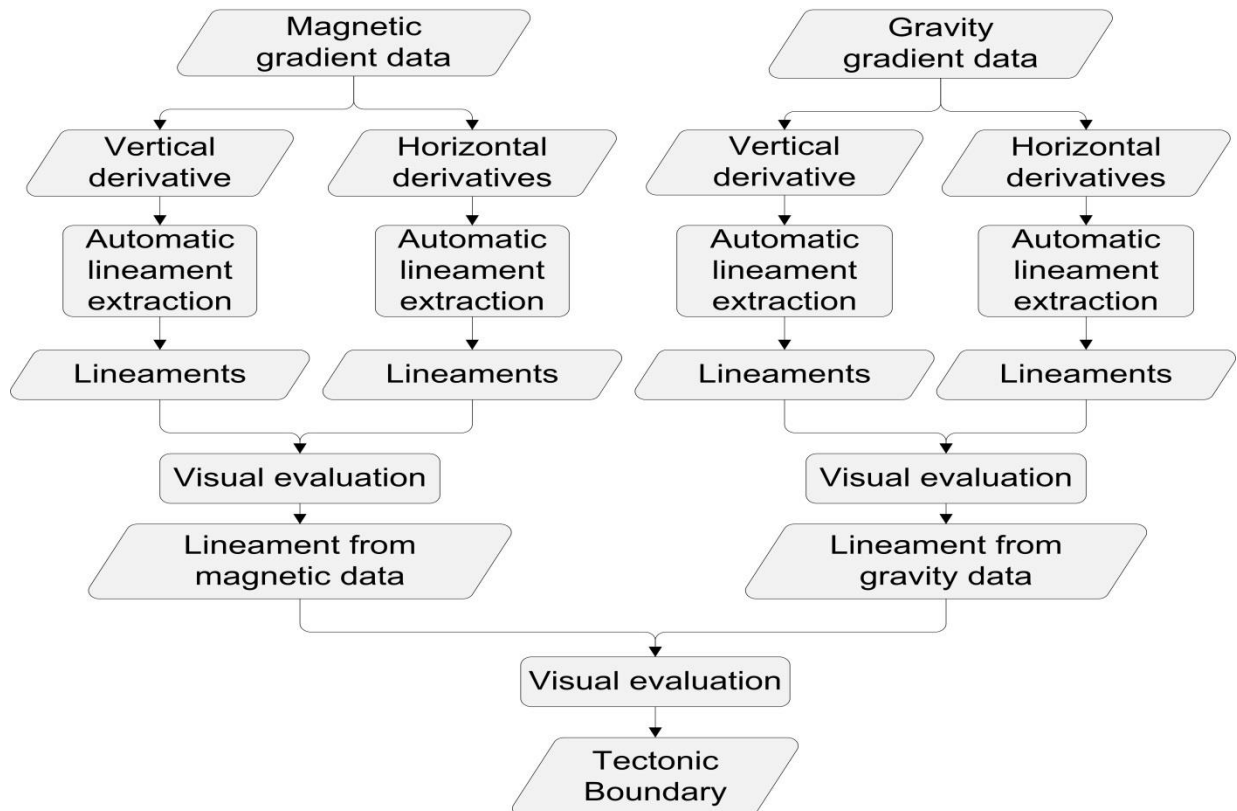 Magnetic
gradient data
Gravity
gradient data
Vertical
derivative
Horizontal
derivatives
Vertical
derivative
Horizontal
derivatives
Automatic
lineament
extraction
Automatic
lineament
extraction
Automatic
lineament
extraction
Automatic
lineament
extraction
Lineaments
Lineaments
Lineaments
Lineaments
Visual evaluation
Visual evaluation
Lineament from
magnetic data
Lineament from
gravity data
Visual evaluation
Tectonic
Boundary